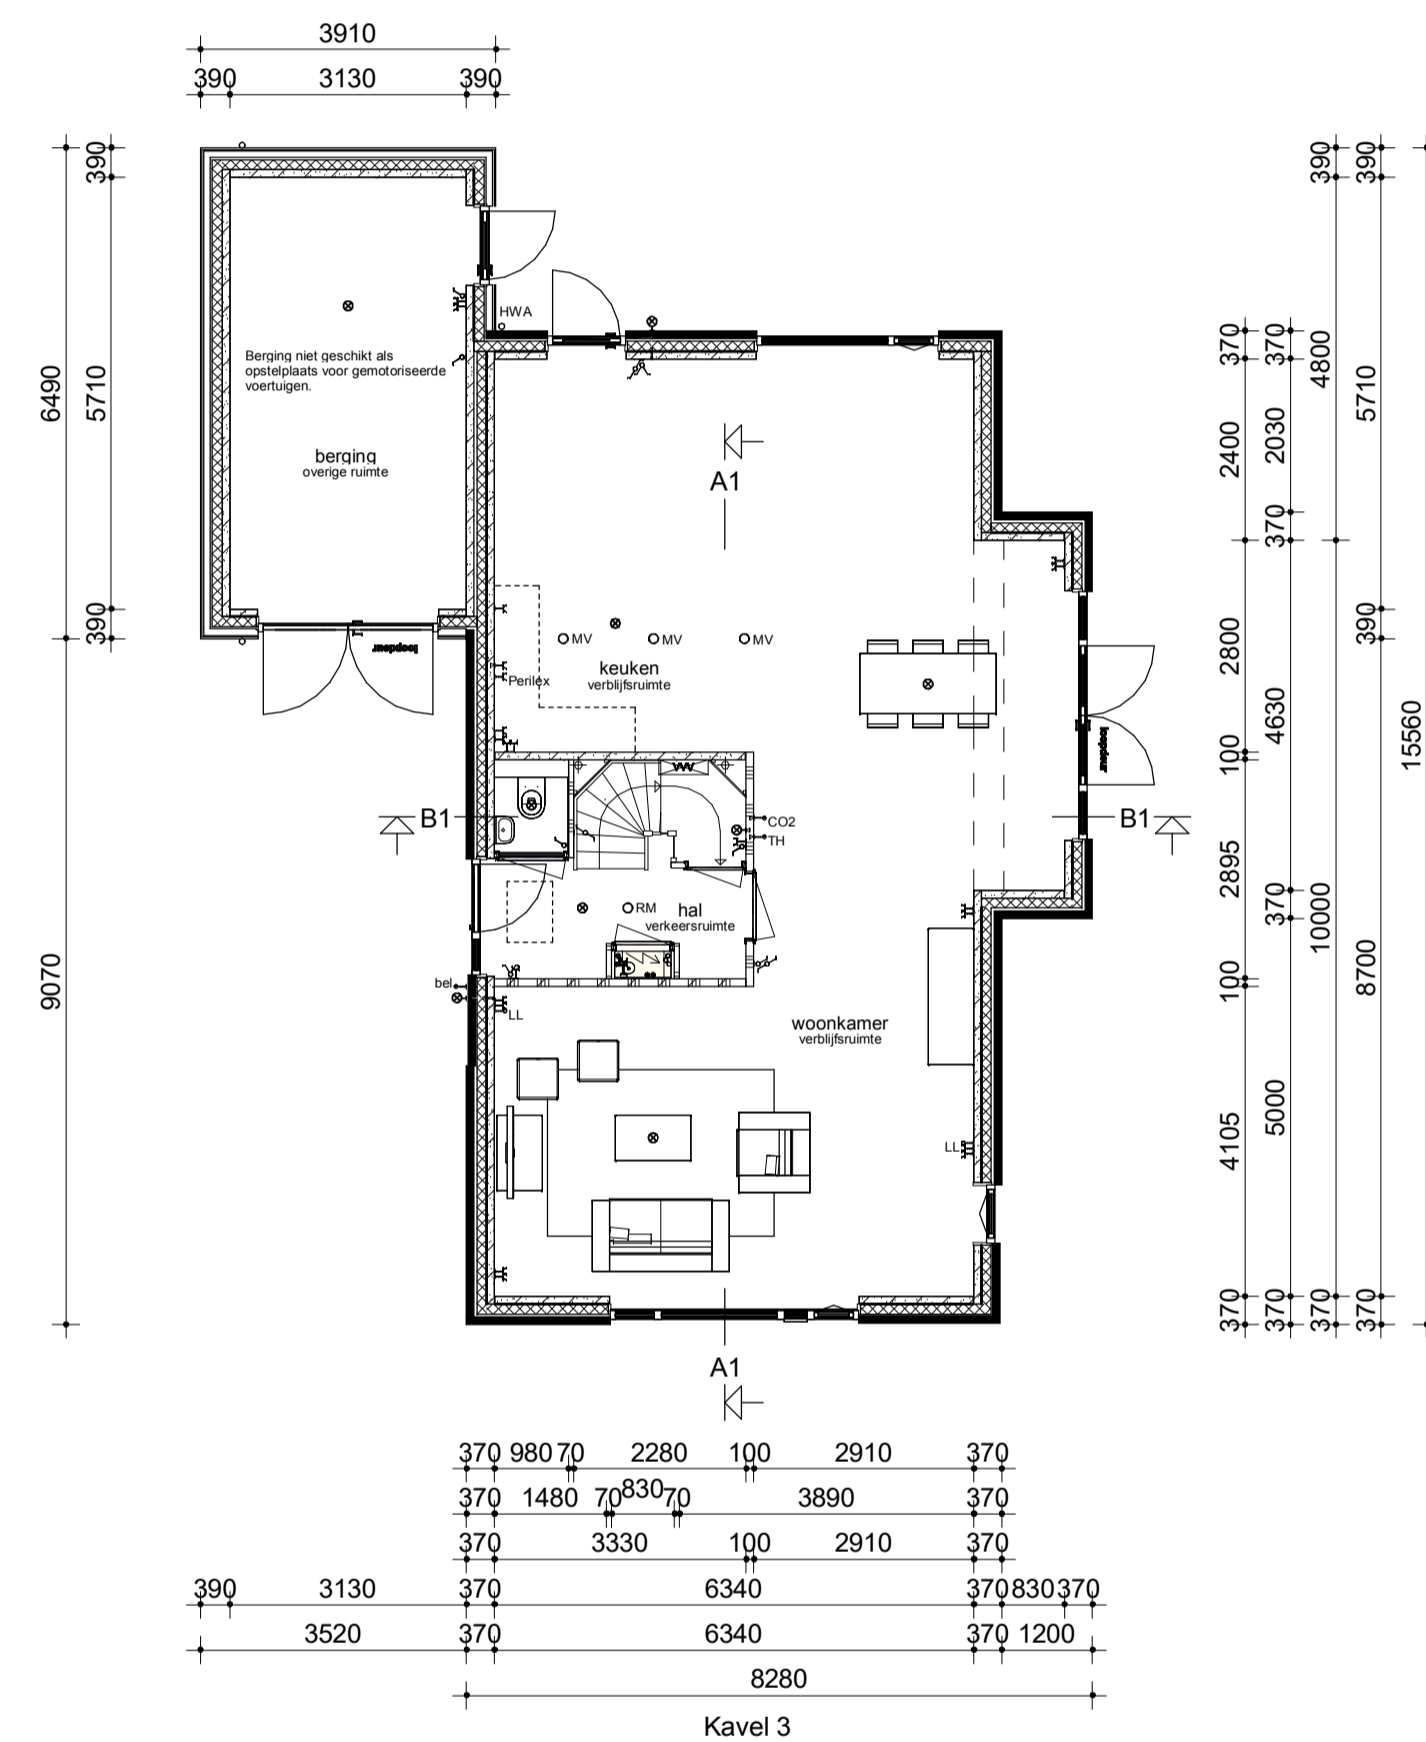 3910
390 3130 390
390
6490
5710
390
9070
HWA
Berging niet geschikt als
opstelplaats voor gemotoriseerde
voertuigen.
berging
overige ruimte
loopdeur
A1
MV MV MV
keuken
verblijfsruimte
Perilex
loopdeur
B1 B1
CO2
TH
RM
hal
verkeersruimte
bel
LL
woonkamer
verblijfsruimte
LL
A1
370
2400
2800
100
2895
100
4105
370
370
2030
370
4630
370
5000
370
390
4800
10000
370
390
5710
390
8700
370
15560
370 980 70 2280 100 2910 370
370 1480 70 830 70 3890 370
370 3330 100 2910 370
390 3130 370 6340 370 830 370
3520 370 6340 370 1200
8280
Kavel 3